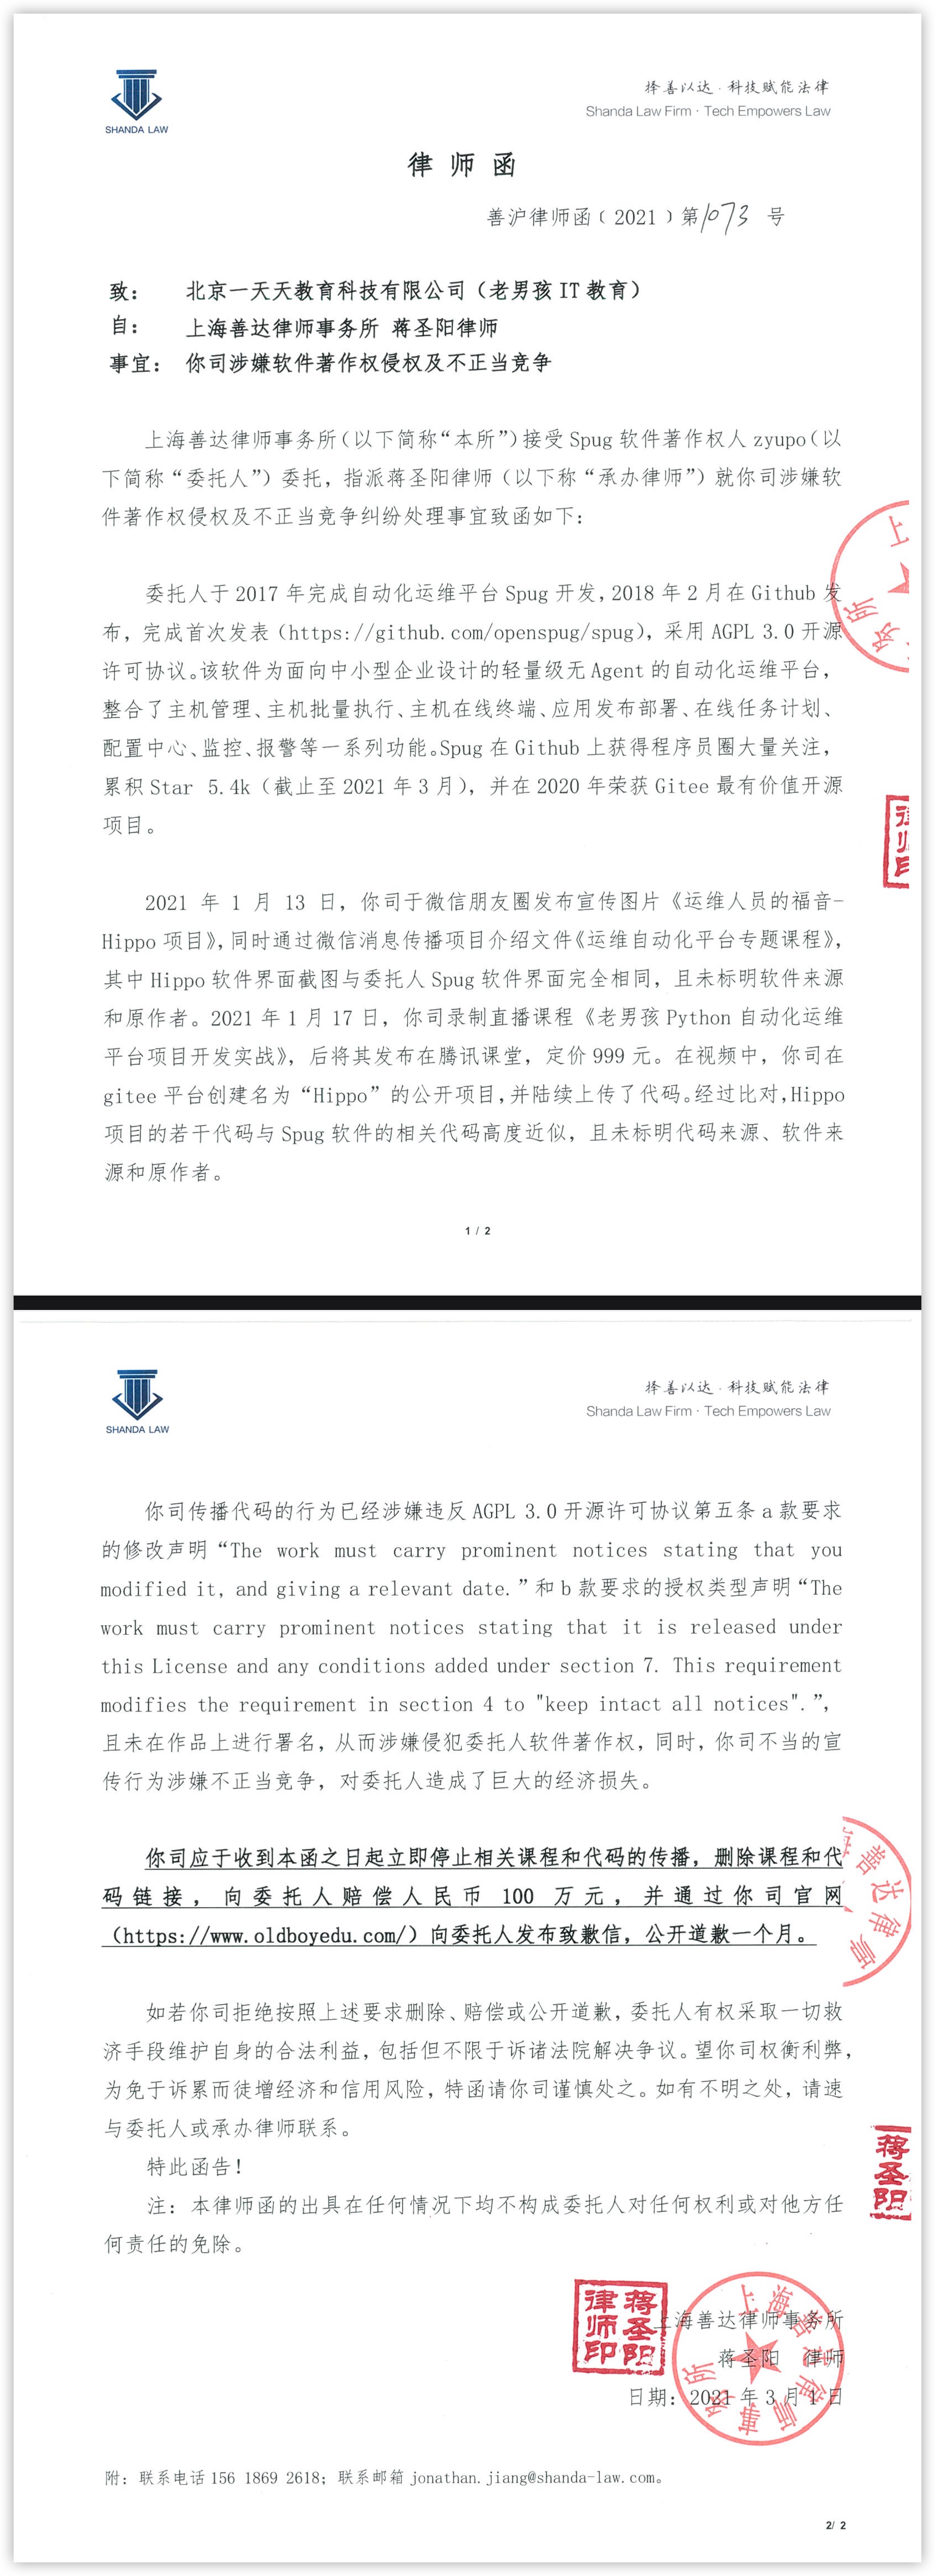 SHANDA LAW
择善以达·科技赋能法律
Shanda Law Firm · Tech Empowers Law
律 师 函
善沪律师函﹝2021﹞第1073 号
致： 北京一天天教育科技有限公司（老男孩 IT 教育）
自： 上海善达律师事务所 蒋圣阳律师
事宜： 你司涉嫌软件著作权侵权及不正当竞争
上海善达律师事务所（以下简称“本所”）接受 Spug 软件著作权人 zyupo（以
下简称“委托人”）委托，指派蒋圣阳律师（以下称“承办律师”）就你司涉嫌软
件著作权侵权及不正当竞争纠纷处理事宜致函如下：
委托人于 2017 年完成自动化运维平台 Spug 开发，2018 年 2 月在 Github 发
布，完成首次发表（https://github.com/openspug/spug），采用 AGPL 3.0 开源
许可协议。该软件为面向中小型企业设计的轻量级无 Agent 的自动化运维平台，
整合了主机管理、主机批量执行、主机在线终端、应用发布部署、在线任务计划、
配置中心、监控、报警等一系列功能。Spug 在 Github 上获得程序员圈大量关注，
累积 Star 5.4k（截止至 2021 年 3 月），并在 2020 年荣获 Gitee 最有价值开源
项目。
2021 年 1 月 13 日，你司于微信朋友圈发布宣传图片《运维人员的福音-
Hippo 项目》，同时通过微信消息传播项目介绍文件《运维自动化平台专题课程》，
其中 Hippo 软件界面截图与委托人 Spug 软件界面完全相同，且未标明软件来源
和原作者。2021 年 1 月 17 日，你司录制直播课程《老男孩 Python 自动化运维
平台项目开发实战》，后将其发布在腾讯课堂，定价 999 元。在视频中，你司在
gitee 平台创建名为“Hippo”的公开项目，并陆续上传了代码。经过比对，Hippo
项目的若干代码与 Spug 软件的相关代码高度近似，且未标明代码来源、软件来
源和原作者。
1 / 2
SHANDA LAW
择善以达·科技赋能法律
Shanda Law Firm · Tech Empowers Law
你司传播代码的行为已经涉嫌违反 AGPL 3.0 开源许可协议第五条 a 款要求
的修改声明“The work must carry prominent notices stating that you
modified it, and giving a relevant date.”和 b 款要求的授权类型声明“The
work must carry prominent notices stating that it is released under
this License and any conditions added under section 7. This requirement
modifies the requirement in section 4 to "keep intact all notices".”，
且未在作品上进行署名，从而涉嫌侵犯委托人软件著作权，同时，你司不当的宣
传行为涉嫌不正当竞争，对委托人造成了巨大的经济损失。
你司应于收到本函之日起立即停止相关课程和代码的传播，删除课程和代
码链接，向委托人赔偿人民币 100 万元，并通过你司官网
（https://www.oldboyedu.com/）向委托人发布致歉信，公开道歉一个月。
如若你司拒绝按照上述要求删除、赔偿或公开道歉，委托人有权采取一切救
济手段维护自身的合法利益，包括但不限于诉诸法院解决争议。望你司权衡利弊，
为免于诉累而徒增经济和信用风险，特函请你司谨慎处之。如有不明之处，请速
与委托人或承办律师联系。
特此函告！
注：本律师函的出具在任何情况下均不构成委托人对任何权利或对他方任
何责任的免除。
蒋圣阳
蒋圣阳律师印
上海善达律师事务所
蒋圣阳 律师
日期：2021 年 3 月 1 日
附：联系电话 156 1869 2618；联系邮箱 jonathan.jiang@shanda-law.com。
2/ 2